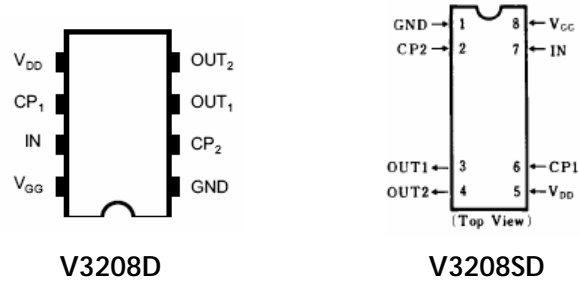 V_DD OUT_2
CP_1 OUT_1
IN CP_2
V_GG GND
V3208D
GND 1 8 V_GG
CP2 2 7 IN
OUT1 3 6 CP1
OUT2 4 5 V_DD
(Top View)
V3208SD